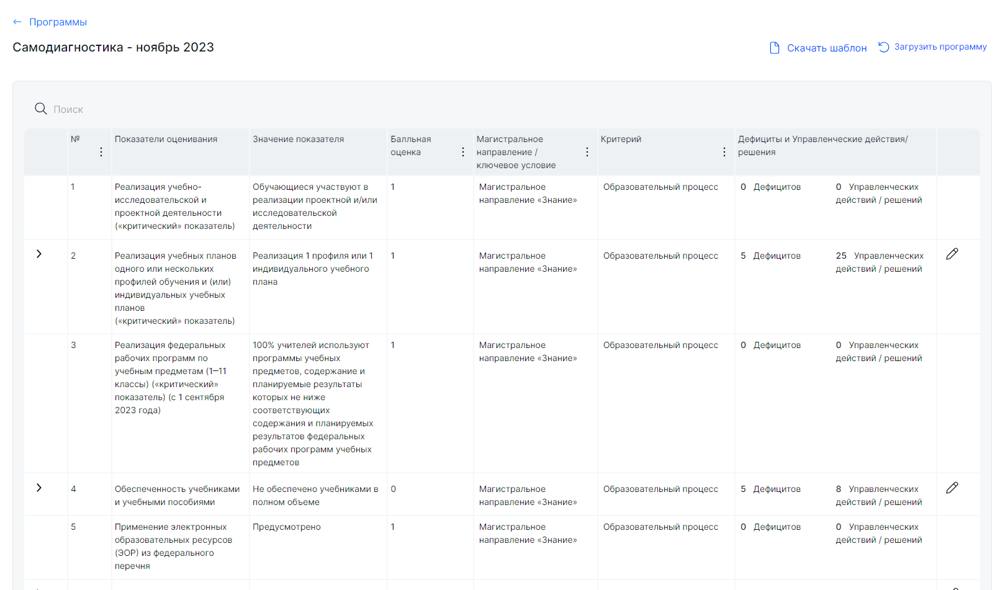 ← Программы
Самодиагностика - ноябрь 2023
Скачать шаблон
Загрузить программу
Поиск
№
Показатели оценивания
Значение показателя
Балльная
оценка
Магистральное
направление /
ключевое условие
Критерий
Дефициты и Управленческие действия/
решения
1
Реализация учебно-
исследовательской и
проектной деятельности
(«критический» показатель)
Обучающиеся участвуют в
реализации проектной и/или
исследовательской
деятельности
1
Магистральное
направление «Знание»
Образовательный процесс
0 Дефицитов
0 Управленческих
действий / решений
2
Реализация учебных планов
одного или нескольких
профилей обучения и (или)
индивидуальных учебных
планов
(«критический» показатель)
Реализация 1 профиля или 1
индивидуального учебного
плана
1
Магистральное
направление «Знание»
Образовательный процесс
5 Дефицитов
25 Управленческих
действий / решений
3
Реализация федеральных
рабочих программ по
учебным предметам (1–11
классы) («критический»
показатель) (с 1 сентября
2023 года)
100% учителей используют
программы учебных
предметов, содержание и
планируемые результаты
которых не ниже
соответствующих
содержания и планируемых
результатов федеральных
рабочих программ учебных
предметов
1
Магистральное
направление «Знание»
Образовательный процесс
0 Дефицитов
0 Управленческих
действий / решений
4
Обеспеченность учебниками
и учебными пособиями
Не обеспечено учебниками в
полном объеме
0
Магистральное
направление «Знание»
Образовательный процесс
5 Дефицитов
8 Управленческих
действий / решений
5
Применение электронных
образовательных ресурсов
(ЭОР) из федерального
перечня
Предусмотрено
1
Магистральное
направление «Знание»
Образовательный процесс
0 Дефицитов
0 Управленческих
действий / решений